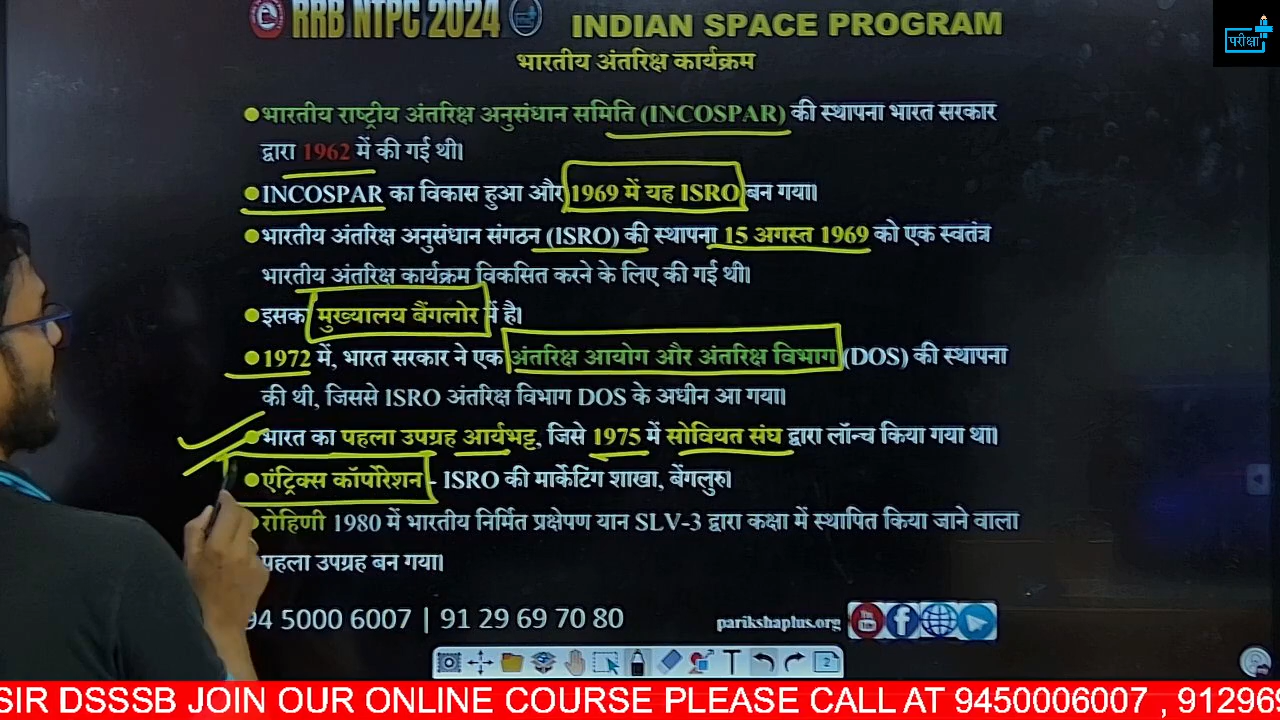 RRB NTPC 2024
INDIAN SPACE PROGRAM
परीक्षा
भारतीय अंतरिक्ष कार्यक्रम
भारतीय राष्ट्रीय अंतरिक्ष अनुसंधान समिति (INCOSPAR) की स्थापना भारत सरकार
द्वारा 1962 में की गई थी।
INCOSPAR का विकास हुआ और 1969 में यह ISRO बन गया।
भारतीय अंतरिक्ष अनुसंधान संगठन (ISRO) की स्थापना 15 अगस्त 1969 को एक स्वतंत्र
भारतीय अंतरिक्ष कार्यक्रम विकसित करने के लिए की गई थी।
इसका मुख्यालय बैंगलोर में है।
1972 में, भारत सरकार ने एक अंतरिक्ष आयोग और अंतरिक्ष विभाग (DOS) की स्थापना
की थी, जिससे ISRO अंतरिक्ष विभाग DOS के अधीन आ गया।
भारत का पहला उपग्रह आर्यभट्ट, जिसे 1975 में सोवियत संघ द्वारा लॉन्च किया गया था।
एंट्रिक्स कॉर्पोरेशन - ISRO की मार्केटिंग शाखा, बेंगलुरु।
रोहिणी 1980 में भारतीय निर्मित प्रक्षेपण यान SLV-3 द्वारा कक्षा में स्थापित किया जाने वाला
पहला उपग्रह बन गया।
94 5000 6007 | 91 29 69 70 80
parikshaplus.org
SIR DSSSB JOIN OUR ONLINE COURSE PLEASE CALL AT 9450006007 , 912969